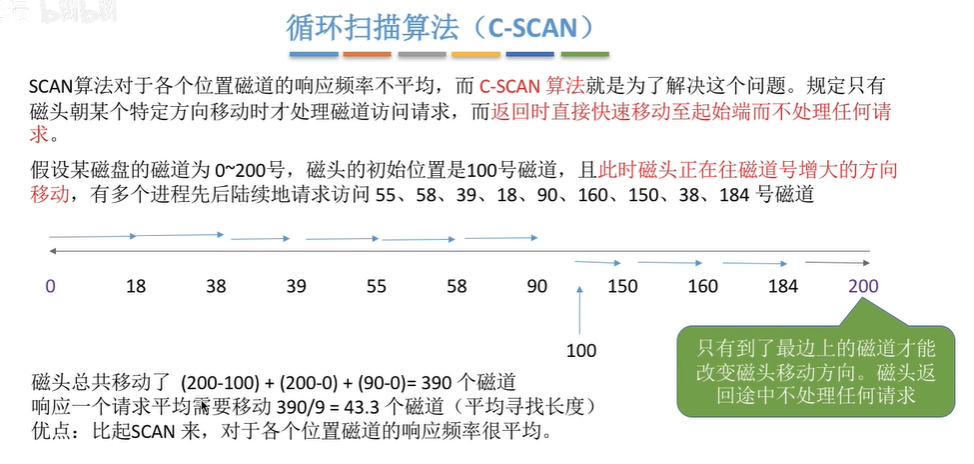 bilibili
循环扫描算法（C-SCAN）
SCAN算法对于各个位置磁道的响应频率不平均，而 C-SCAN 算法就是为了解决这个问题。规定只有
磁头朝某个特定方向移动时才处理磁道访问请求，而返回时直接快速移动至起始端而不处理任何请
求。
假设某磁盘的磁道为 0~200号，磁头的初始位置是100号磁道，且此时磁头正在往磁道号增大的方向
移动，有多个进程先后陆续地请求访问 55、58、39、18、90、160、150、38、184 号磁道
0 18 38 39 55 58 90 150 160 184 200
100
只有到了最边上的磁道才能
改变磁头移动方向。磁头返
回途中不处理任何请求
磁头总共移动了 (200-100) + (200-0) + (90-0)= 390 个磁道
响应一个请求平均需要移动 390/9 = 43.3 个磁道（平均寻找长度）
优点：比起SCAN 来，对于各个位置磁道的响应频率很平均。